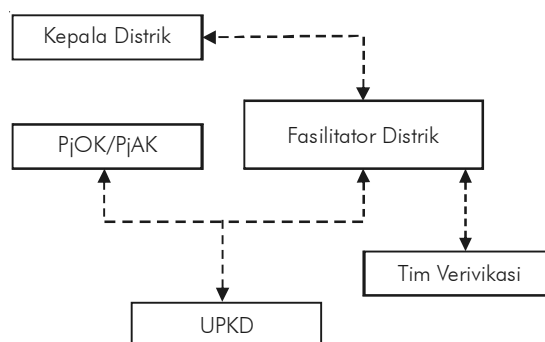 Kepala Distrik
Fasilitator Distrik
PjOK/PjAK
Tim Verivikasi
UPKD